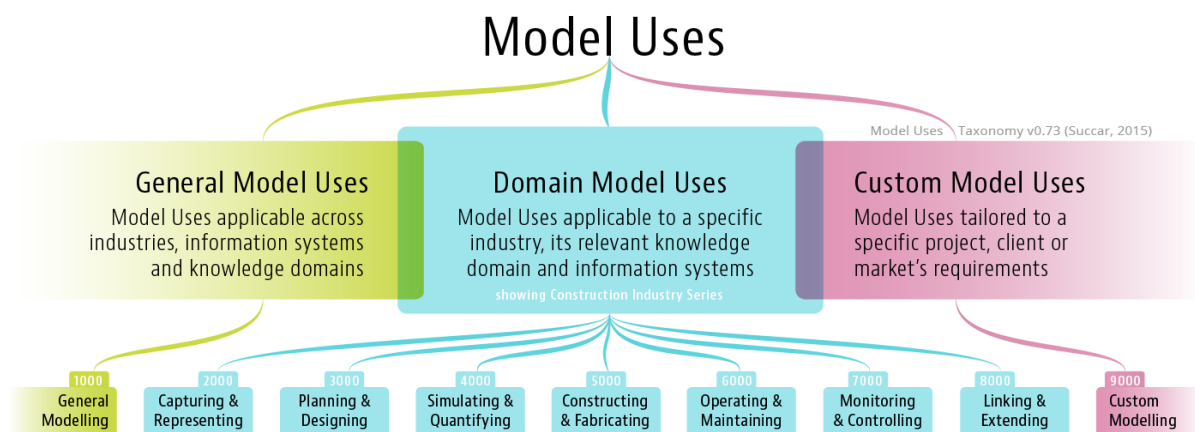 Model Uses
Model Uses Taxonomy v0.73 (Succar, 2015)
General Model Uses
Model Uses applicable across
industries, information systems
and knowledge domains
Domain Model Uses
Model Uses applicable to a specific
industry, its relevant knowledge
domain and information systems
showing Construction Industry Series
Custom Model Uses
Model Uses tailored to a
specific project, client or
market's requirements
1000
General
Modelling
2000
Capturing &
Representing
3000
Planning &
Designing
4000
Simulating &
Quantifying
5000
Constructing
& Fabricating
6000
Operating &
Maintaining
7000
Monitoring
& Controlling
8000
Linking &
Extending
9000
Custom
Modelling